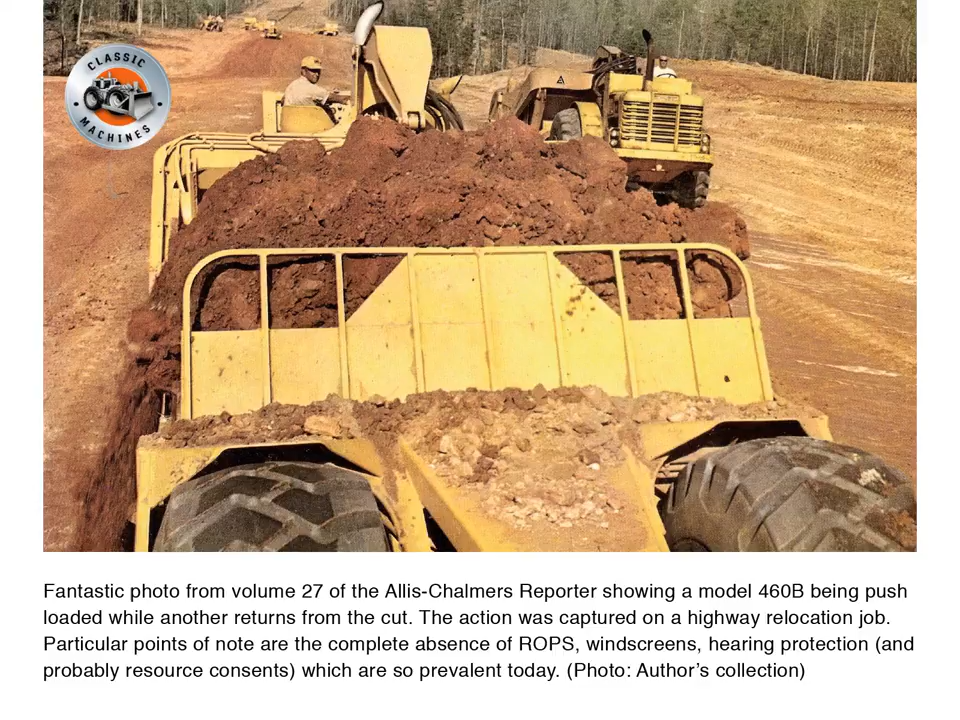 CLASSIC
MACHINES
Fantastic photo from volume 27 of the Allis-Chalmers Reporter showing a model 460B being push
loaded while another returns from the cut. The action was captured on a highway relocation job.
Particular points of note are the complete absence of ROPS, windscreens, hearing protection (and
probably resource consents) which are so prevalent today. (Photo: Author’s collection)